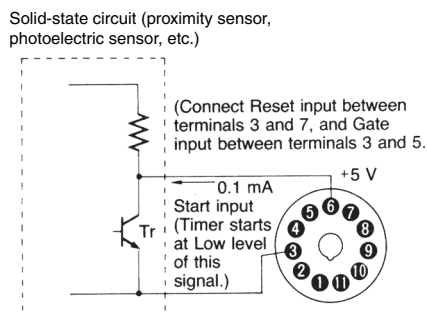 Solid-state circuit (proximity sensor,
photoelectric sensor, etc.)
(Connect Reset input between
terminals 3 and 7, and Gate
input between terminals 3 and 5.
+5 V
0.1 mA
Start input
(Timer starts
at Low level
of this
signal.)
Tr
5 6 7
4 8
3 9
2 10
1 11